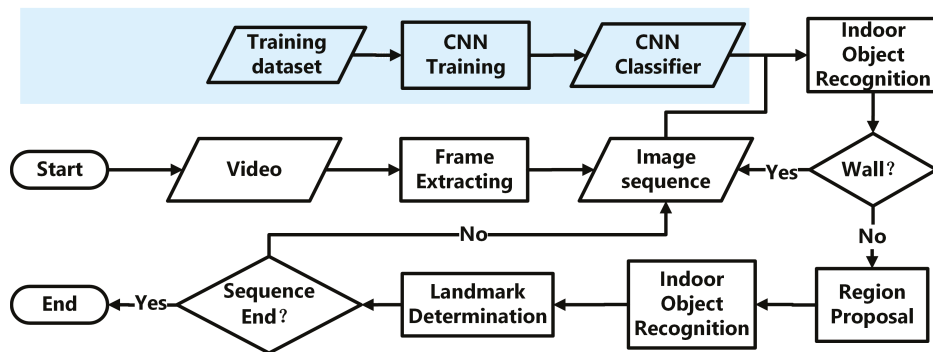 Training
dataset
CNN
Training
CNN
Classifier
Indoor
Object
Recognition
Start
Video
Frame
Extracting
Image
sequence
Yes
Wall?
No
No
End
Yes
Sequence
End?
Landmark
Determination
Indoor
Object
Recognition
Region
Proposal